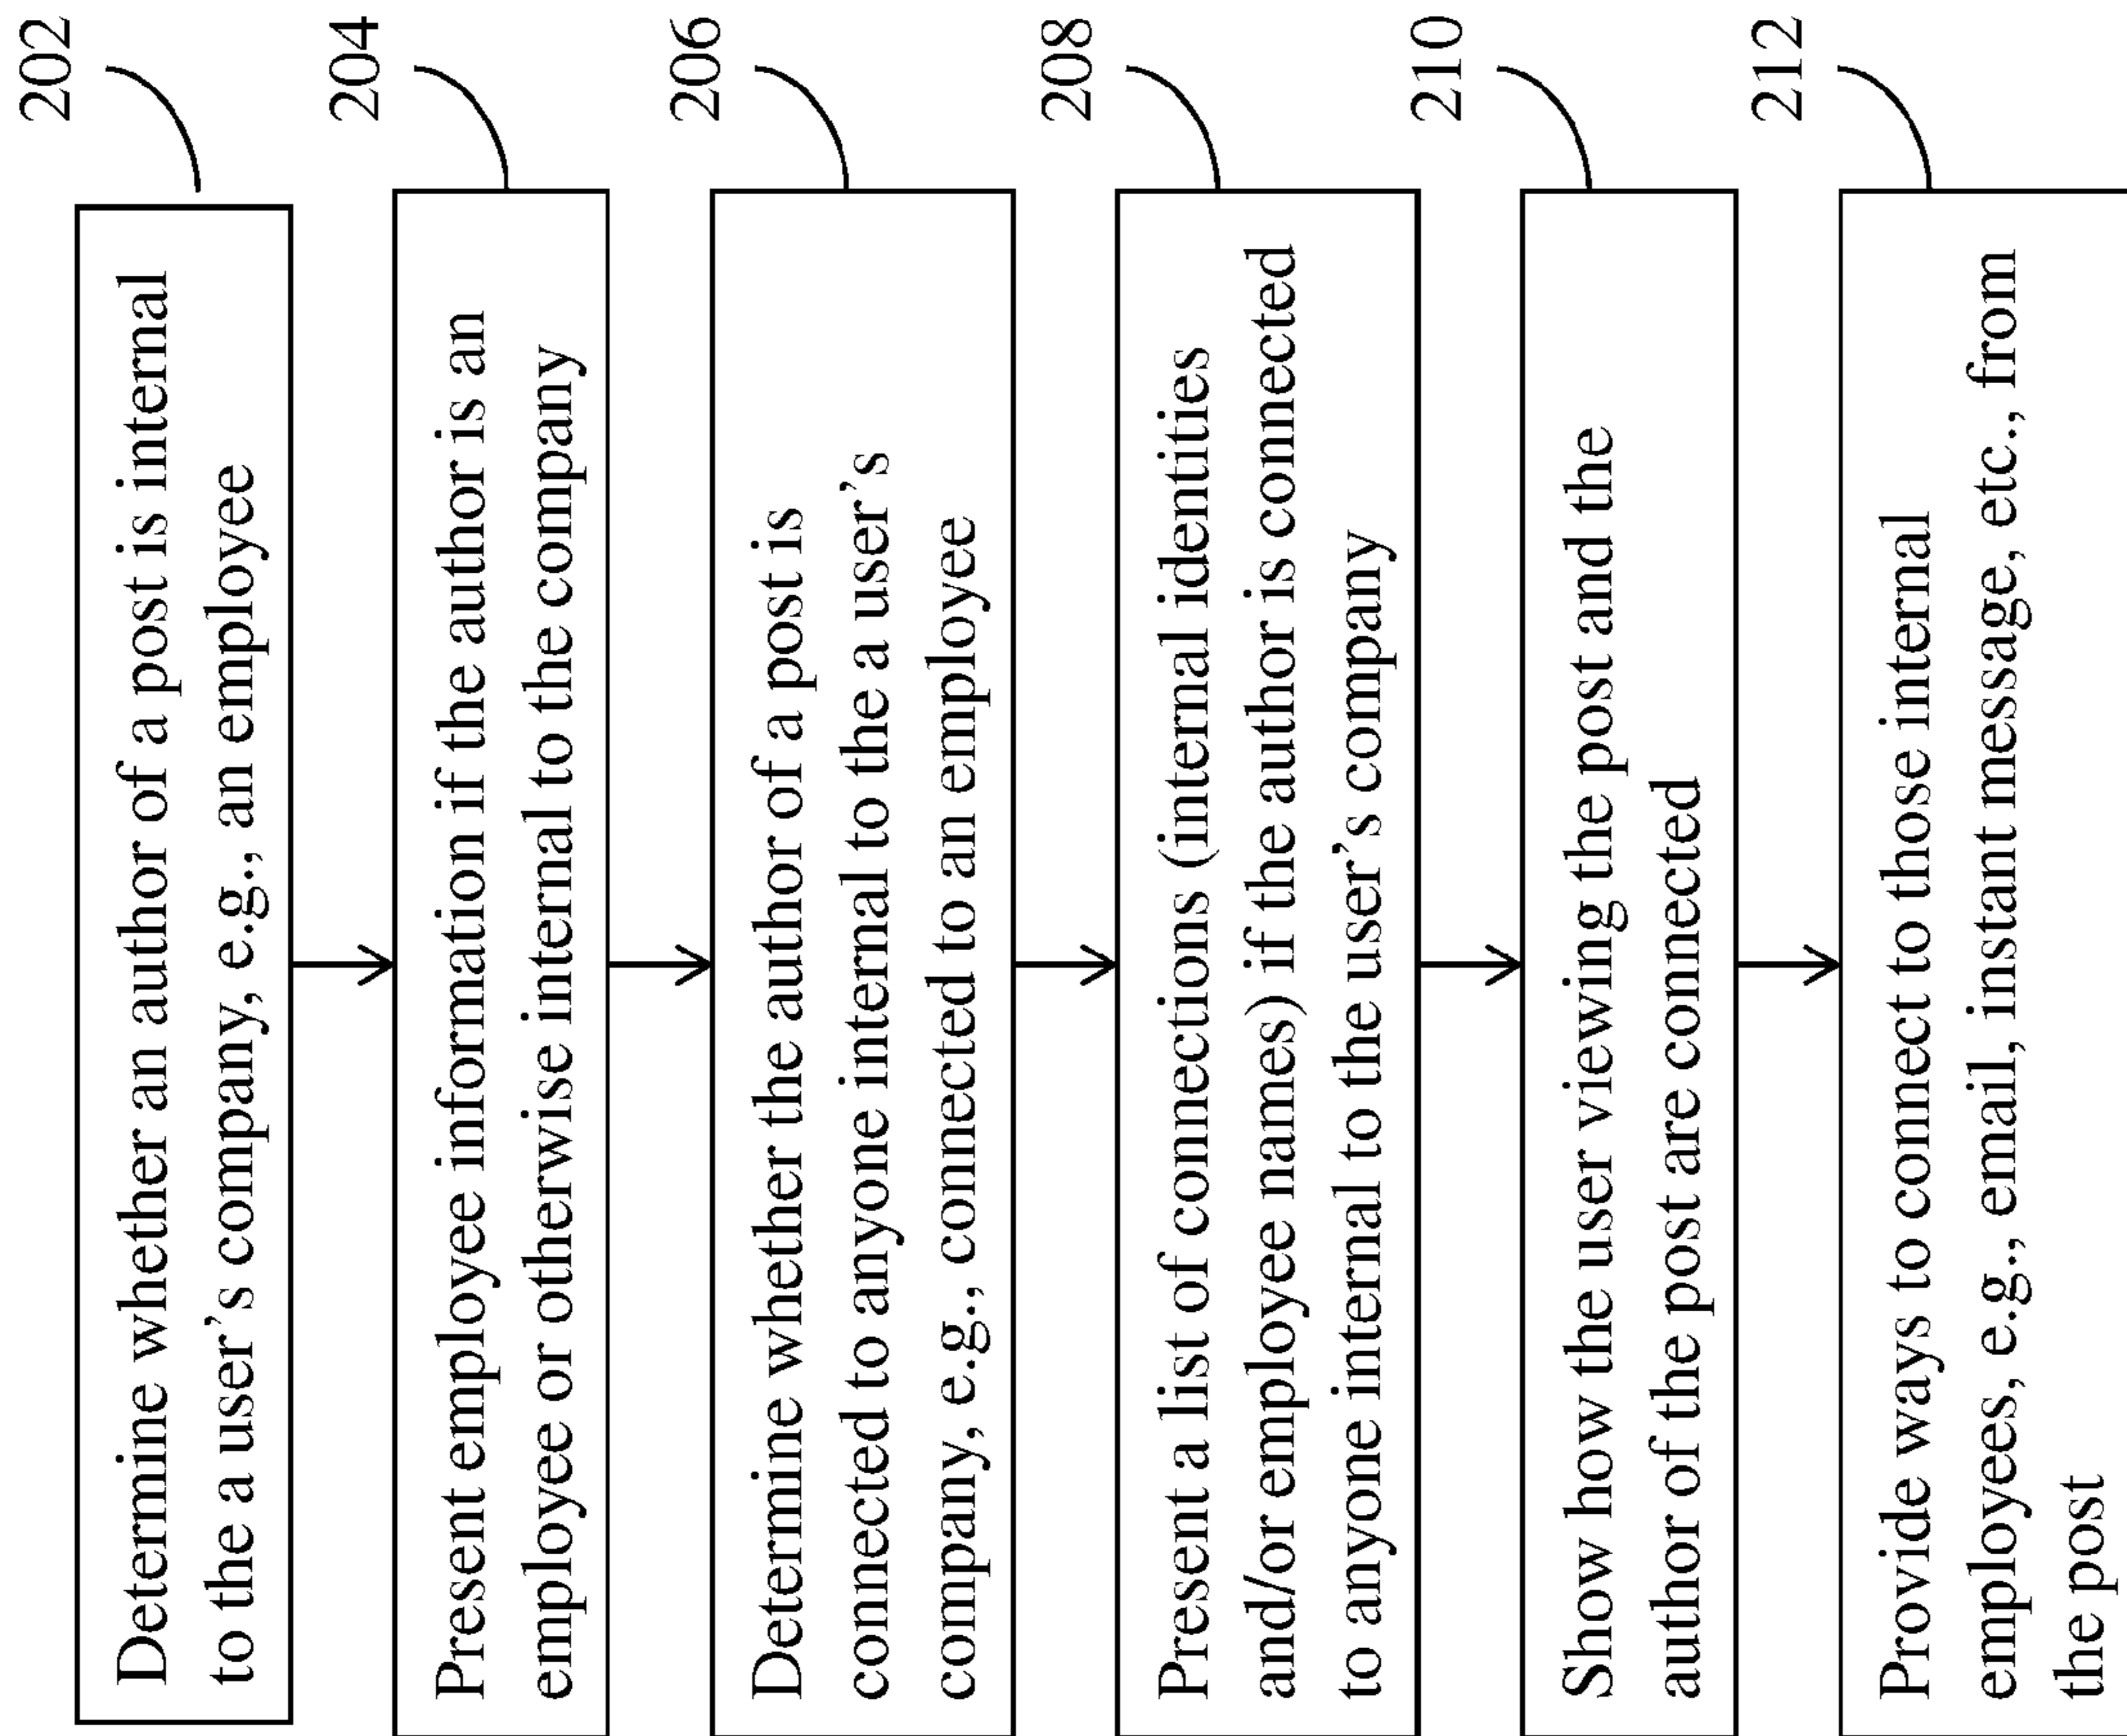 Determine whether an author of a post is internal
to the a user's company, e.g., an employee
202
Present employee information if the author is an
employee or otherwise internal to the company
204
Determine whether the author of a post is
connected to anyone internal to the a user's
company, e.g., connected to an employee
206
Present a list of connections (internal identities
and/or employee names) if the author is connected
to anyone internal to the user's company
208
Show how the user viewing the post and the
author of the post are connected
210
Provide ways to connect to those internal
employees, e.g., email, instant message, etc., from
the post
212